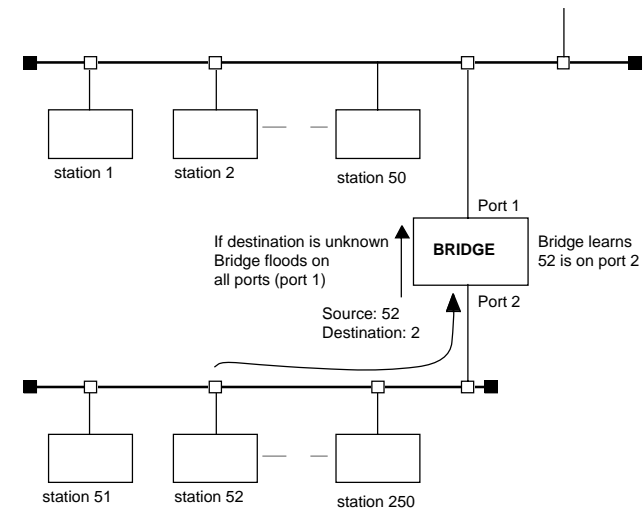 station 1
station 2
station 50
Port 1
If destination is unknown
Bridge floods on
all ports (port 1)
BRIDGE
Bridge learns
52 is on port 2
Port 2
Source: 52
Destination: 2
station 51
station 52
station 250